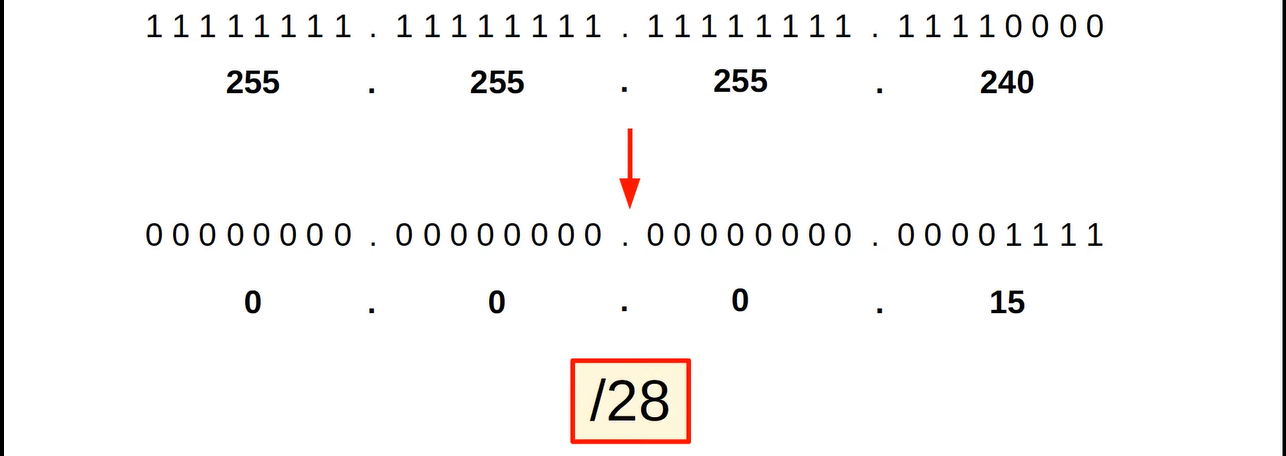 1 1 1 1 1 1 1 1 . 1 1 1 1 1 1 1 1 . 1 1 1 1 1 1 1 1 . 1 1 1 1 0 0 0 0
255 . 255 . 255 . 240
0 0 0 0 0 0 0 0 . 0 0 0 0 0 0 0 0 . 0 0 0 0 0 0 0 0 . 0 0 0 0 1 1 1 1
0 . 0 . 0 . 15
/28